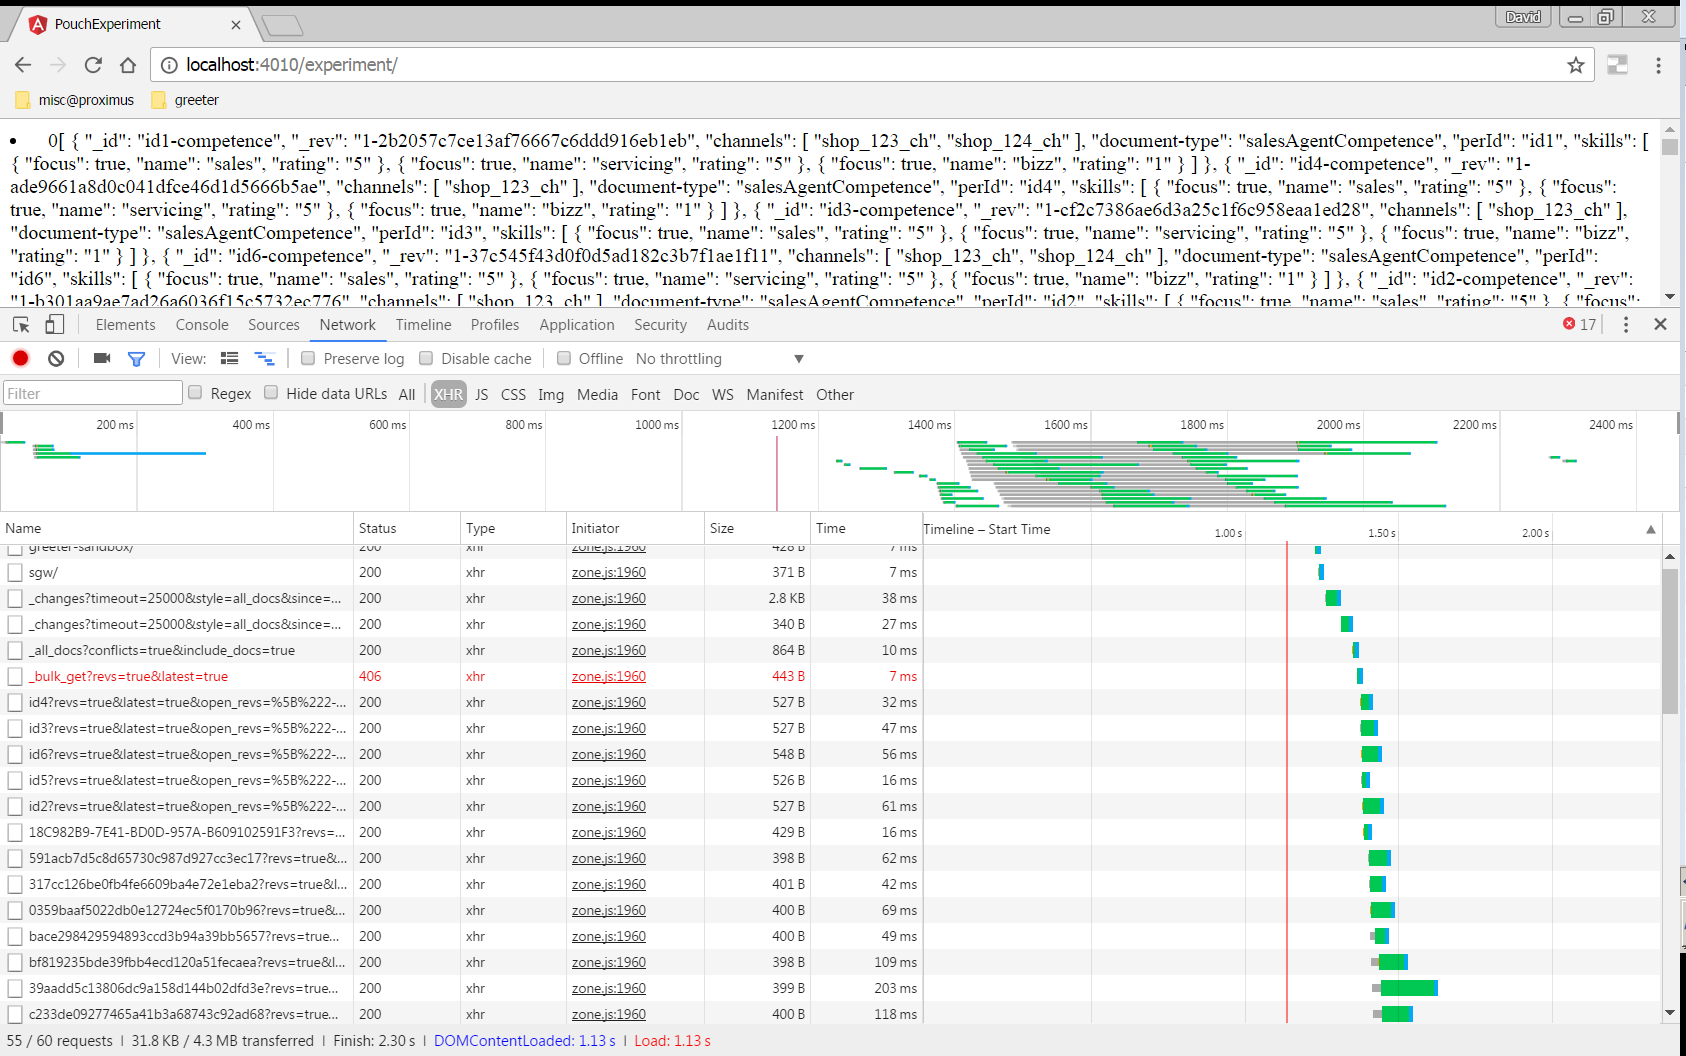 PouchExperiment
David
localhost:4010/experiment/
misc@proximus greeter
• 0[ { "_id": "id1-competence", "_rev": "1-2b2057c7ce13af76667c6ddd916eb1eb", "channels": [ "shop_123_ch", "shop_124_ch" ], "document-type": "salesAgentCompetence", "perId": "id1", "skills": [
{ "focus": true, "name": "sales", "rating": "5" }, { "focus": true, "name": "servicing", "rating": "5" }, { "focus": true, "name": "bizz", "rating": "1" } ] }, { "_id": "id4-competence", "_rev": "1-
ade9661a8d0c041dfce46d1d5666b5ae", "channels": [ "shop_123_ch" ], "document-type": "salesAgentCompetence", "perId": "id4", "skills": [ { "focus": true, "name": "sales", "rating": "5" }, { "focus":
true, "name": "servicing", "rating": "5" }, { "focus": true, "name": "bizz", "rating": "1" } ] }, { "_id": "id3-competence", "_rev": "1-cf2c7386ae6d3a25c1f6c958eaa1ed28", "channels": [ "shop_123_ch" ],
"document-type": "salesAgentCompetence", "perId": "id3", "skills": [ { "focus": true, "name": "sales", "rating": "5" }, { "focus": true, "name": "servicing", "rating": "5" }, { "focus": true, "name": "bizz",
"rating": "1" } ] }, { "_id": "id6-competence", "_rev": "1-37c545f43d0f0d5ad182c3b7f1ae1f11", "channels": [ "shop_123_ch", "shop_124_ch" ], "document-type": "salesAgentCompetence", "perId":
"id6", "skills": [ { "focus": true, "name": "sales", "rating": "5" }, { "focus": true, "name": "servicing", "rating": "5" }, { "focus": true, "name": "bizz", "rating": "1" } ] }, { "_id": "id2-competence", "_rev":
"1-b301aa9ae7ad26a6036f15c5732ec776", "channels": [ "shop_123_ch" ], "document-type": "salesAgentCompetence", "perId": "id2", "skills": [ { "focus": true, "name": "sales", "rating": "5" }, { "focus":
Elements Console Sources Network Timeline Profiles Application Security Audits 17
View: Preserve log Disable cache Offline No throttling
Filter Regex Hide data URLs All XHR JS CSS Img Media Font Doc WS Manifest Other
200 ms 400 ms 600 ms 800 ms 1000 ms 1200 ms 1400 ms 1600 ms 1800 ms 2000 ms 2200 ms 2400 ms
Name Status Type Initiator Size Time Timeline – Start Time 1.00 s 1.50 s 2.00 s
greeter-sandbox/ 200 xhr zone.js:1960 428 B 7 ms
sgw/ 200 xhr zone.js:1960 371 B 7 ms
_changes?timeout=25000&style=all_docs&since=... 200 xhr zone.js:1960 2.8 KB 38 ms
_changes?timeout=25000&style=all_docs&since=... 200 xhr zone.js:1960 340 B 27 ms
_all_docs?conflicts=true&include_docs=true 200 xhr zone.js:1960 864 B 10 ms
_bulk_get?revs=true&latest=true 406 xhr zone.js:1960 443 B 7 ms
id4?revs=true&latest=true&open_revs=%5B%222-... 200 xhr zone.js:1960 527 B 32 ms
id3?revs=true&latest=true&open_revs=%5B%222-... 200 xhr zone.js:1960 527 B 47 ms
id6?revs=true&latest=true&open_revs=%5B%222-... 200 xhr zone.js:1960 548 B 56 ms
id5?revs=true&latest=true&open_revs=%5B%222-... 200 xhr zone.js:1960 526 B 16 ms
id2?revs=true&latest=true&open_revs=%5B%222-... 200 xhr zone.js:1960 527 B 61 ms
18C982B9-7E41-BD0D-957A-B609102591F3?revs=... 200 xhr zone.js:1960 429 B 16 ms
591acb7d5c8d65730c987d927cc3ec17?revs=true&... 200 xhr zone.js:1960 398 B 62 ms
317cc126be0fb4fe6609ba4e72e1eba2?revs=true&l... 200 xhr zone.js:1960 401 B 42 ms
0359baaf5022db0e12724ec5f0170b96?revs=true&... 200 xhr zone.js:1960 400 B 69 ms
bace298429594893ccd3b94a39bb5657?revs=true... 200 xhr zone.js:1960 400 B 49 ms
bf819235bde39fbb4ecd120a51fecaea?revs=true&l... 200 xhr zone.js:1960 398 B 109 ms
39aadd5c13806dc9a158d144b02dfd3e?revs=true... 200 xhr zone.js:1960 399 B 203 ms
c233de09277465a41b3a68743c92ad68?revs=true... 200 xhr zone.js:1960 400 B 118 ms
55 / 60 requests | 31.8 KB / 4.3 MB transferred | Finish: 2.30 s | DOMContentLoaded: 1.13 s | Load: 1.13 s